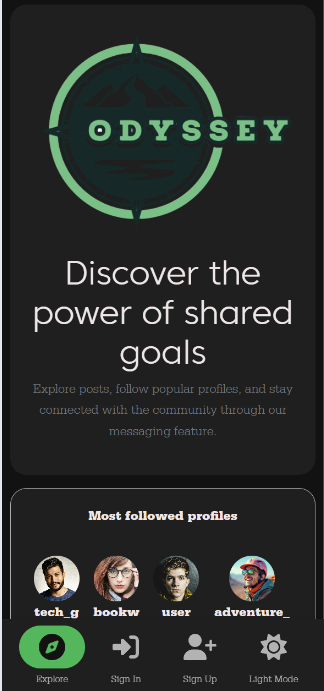 ODYSSEY
Discover the
power of shared
goals
Explore posts, follow popular profiles, and stay
connected with the community through our
messaging feature.
Most followed profiles
tech_g bookw user adventure_
Explore Sign In Sign Up Light Mode